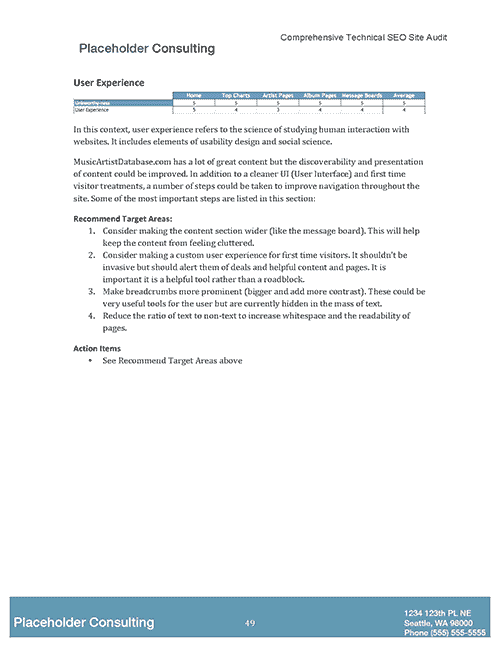 Comprehensive Technical SEO Site Audit
Placeholder Consulting
User Experience
Home Top Charts Artist Pages Album Pages Message Boards Average
Linkworthe-ness 5 5 5 5 5 5
User Experience 5 4 3 4 4 4
In this context, user experience refers to the science of studying human interaction with
websites. It includes elements of usability design and social science.
MusicArtistDatabase.com has a lot of great content but the discoverability and presentation
of content could be improved. In addition to a cleaner UI (User Interface) and first time
visitor treatments, a number of steps could be taken to improve navigation throughout the
site. Some of the most important steps are listed in this section:
Recommend Target Areas:
1. Consider making the content section wider (like the message board). This will help
keep the content from feeling cluttered.
2. Consider making a custom user experience for first time visitors. It shouldn't be
invasive but should alert them of deals and helpful content and pages. It is
important it is a helpful tool rather than a roadblock.
3. Make breadcrumbs more prominent (bigger and add more contrast). These could be
very useful tools for the user but are currently hidden in the mass of text.
4. Reduce the ratio of text to non-text to increase whitespace and the readability of
pages.
Action Items
• See Recommend Target Areas above
1234 123th PL NE
Placeholder Consulting 49 Seattle, WA 98000
Phone (555) 555-5555